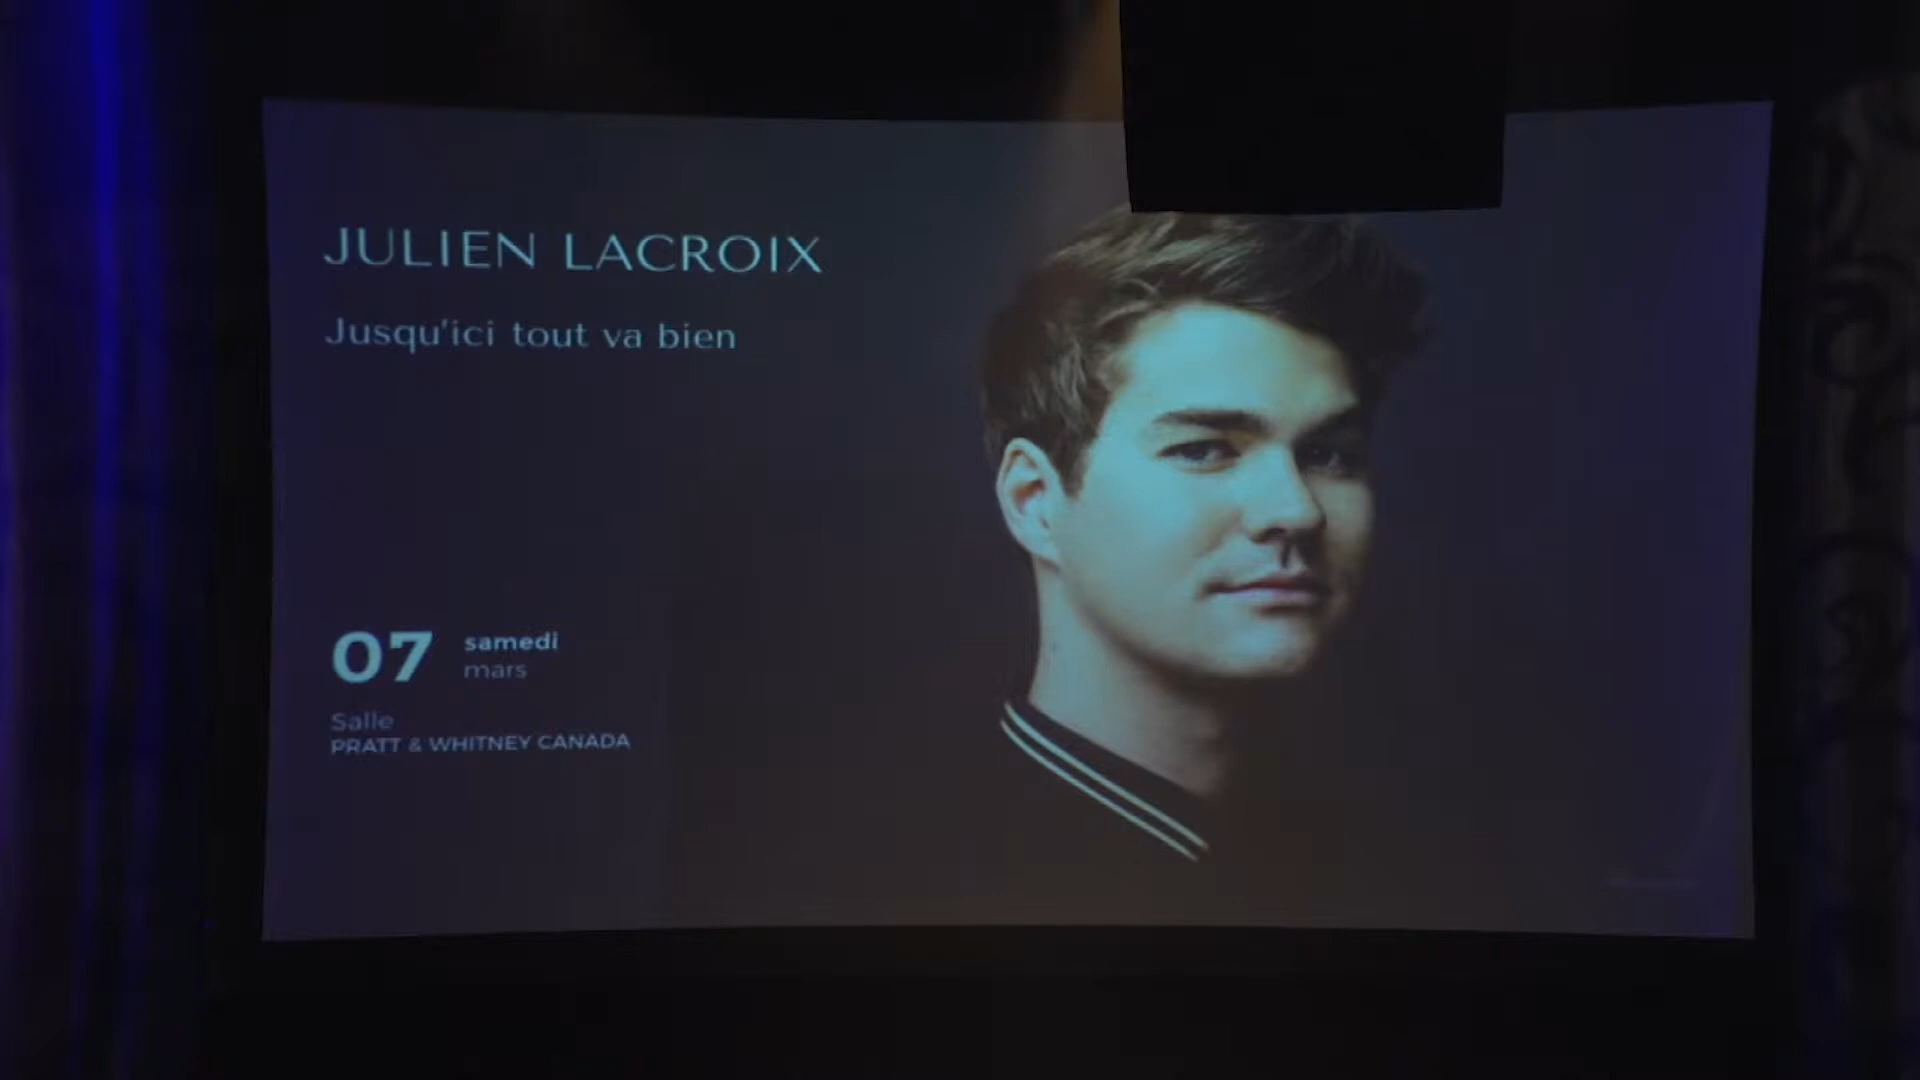 JULIEN LACROIX
Jusqu'ici tout va bien
07 samedi
mars
Salle
PRATT & WHITNEY CANADA